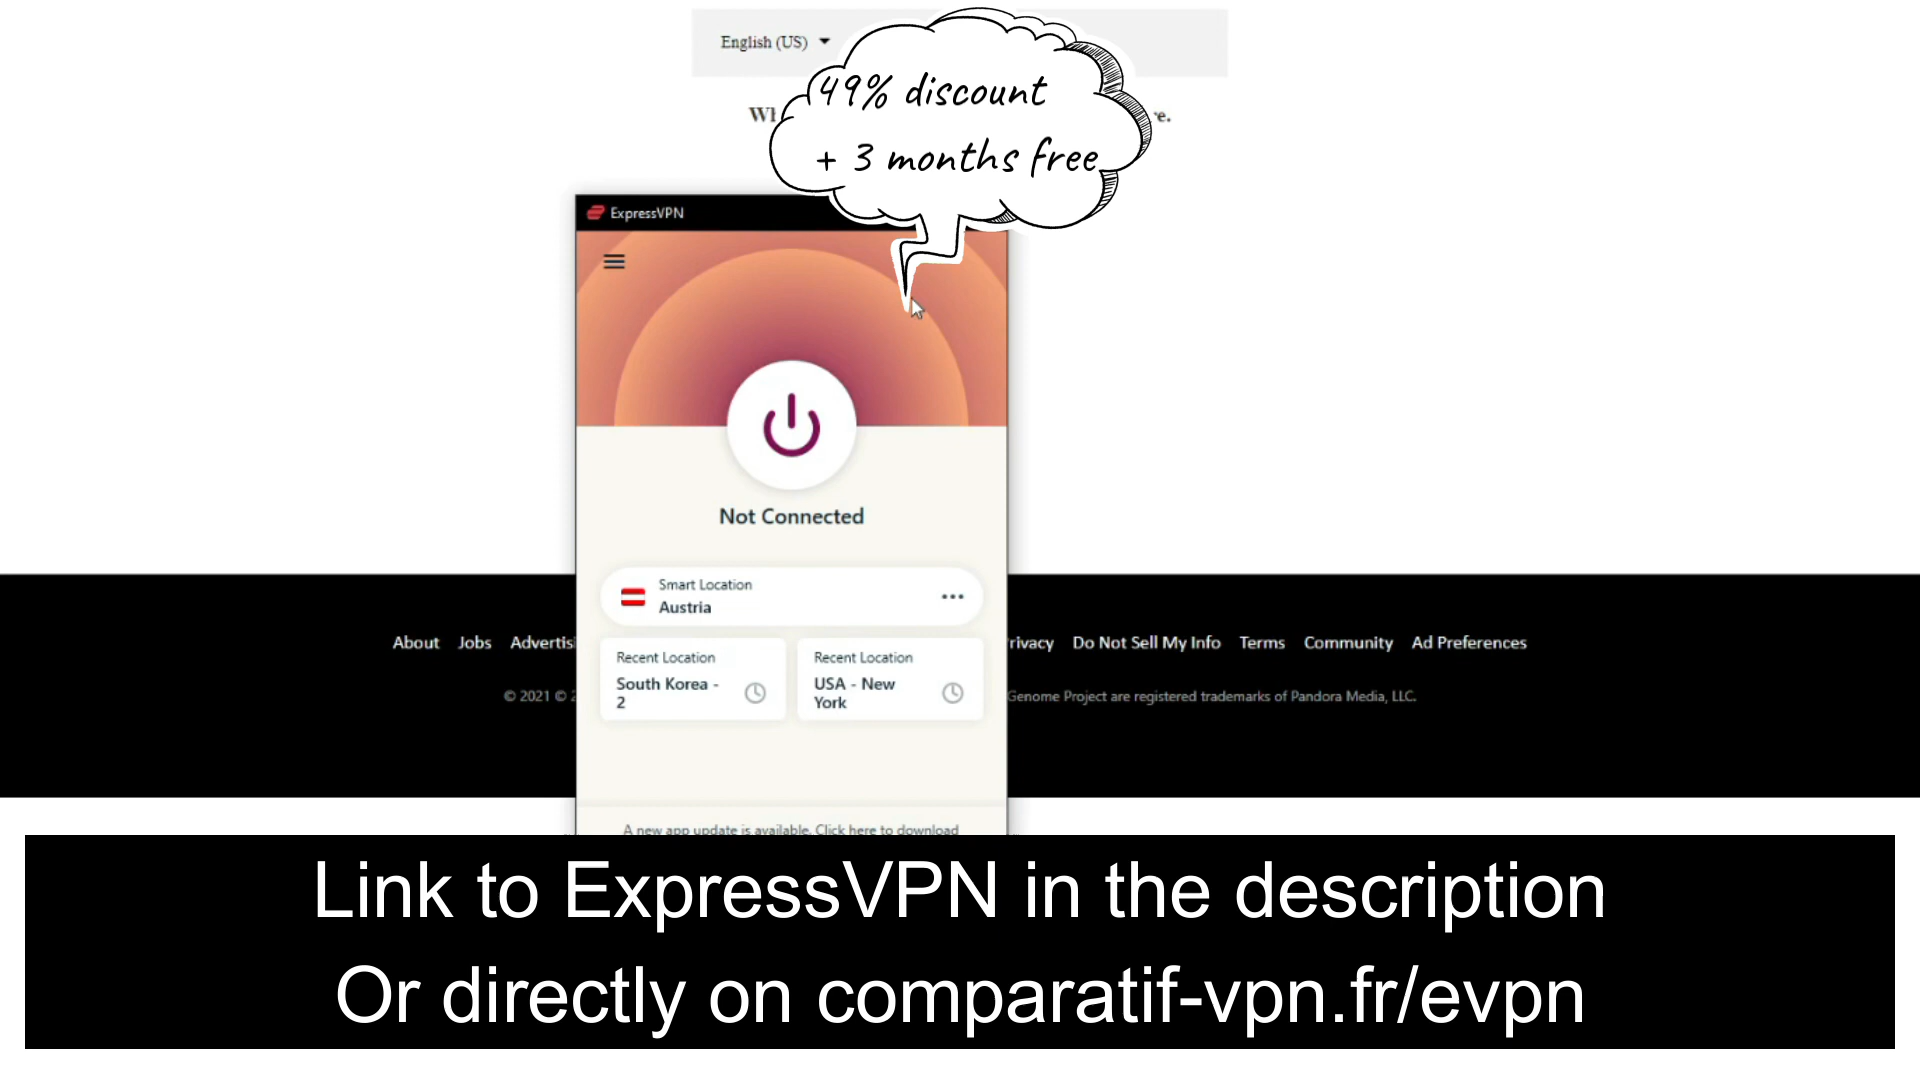 English (US)
49% discount
+ 3 months free
ExpressVPN
Not Connected
Smart Location
Austria
About Jobs Do Not Sell My Info Terms Community Ad Preferences
Recent Location
South Korea -
2
Recent Location
USA - New
York
© 2021 © Genome Project are registered trademarks of Pandora Media, LLC.
A new app update is available. Click here to download
Link to ExpressVPN in the description
Or directly on comparatif-vpn.fr/evpn